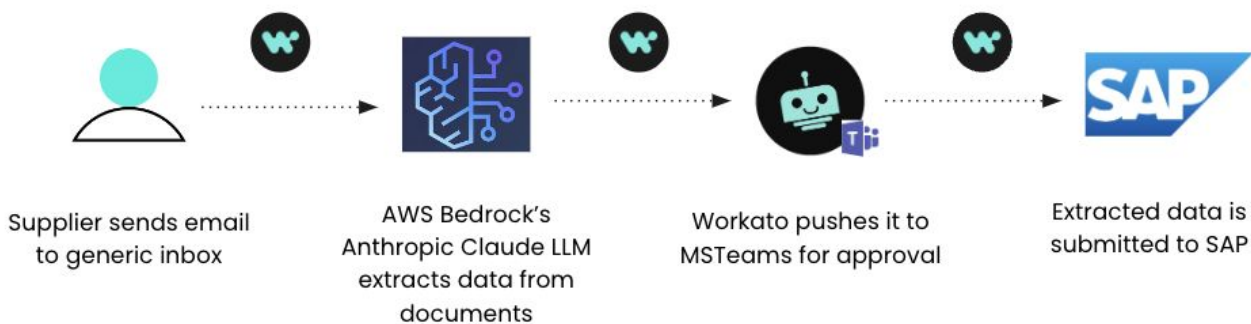 SAP
T
Supplier sends email
to generic inbox
AWS Bedrock's
Anthropic Claude LLM
extracts data from
documents
Workato pushes it to
MSTeams for approval
Extracted data is
submitted to SAP